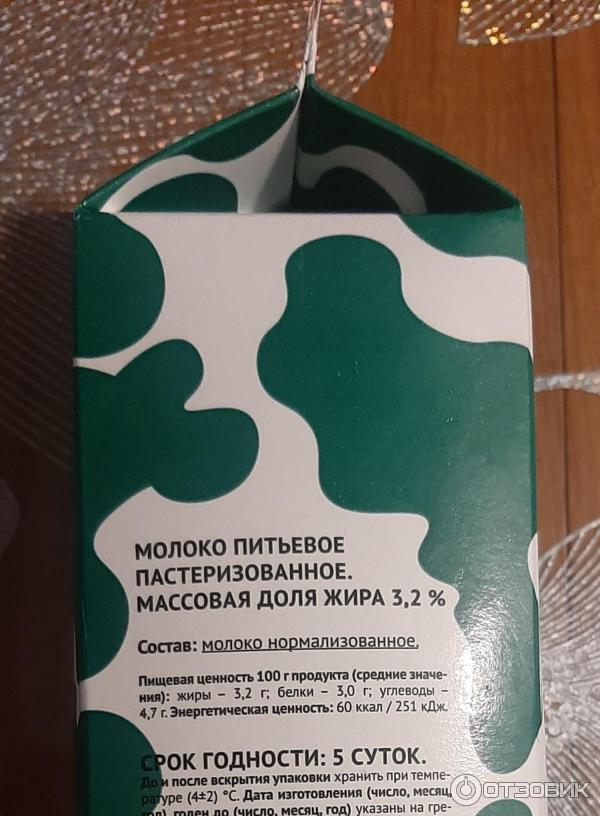 МОЛОКО ПИТЬЕВОЕ
ПАСТЕРИЗОВАННОЕ.
МАССОВАЯ ДОЛЯ ЖИРА 3,2 %
Состав: молоко нормализованное.
Пищевая ценность 100 г продукта (средние значе-
ния): жиры – 3,2 г; белки – 3,0 г; углеводы –
4,7 г. Энергетическая ценность: 60 ккал / 251 кДж.
СРОК ГОДНОСТИ: 5 СУТОК.
До и после вскрытия упаковки хранить при темпе-
ратуре (4±2) °С. Дата изготовления (число, месяц,
год), годен до (число, месяц, год) указаны на гре-
ОТЗОВИК